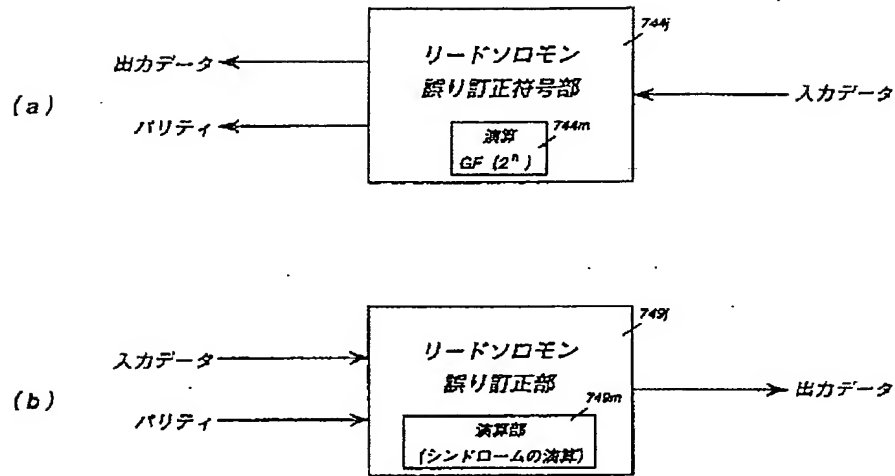 (a)
出力データ
パリティ
リードソロモン
誤り訂正符号部
744j
演算
GF (2ⁿ)
744m
入力データ
(b)
入力データ
パリティ
リードソロモン
誤り訂正部
749j
749m
演算部
(シンドロームの演算)
出力データ